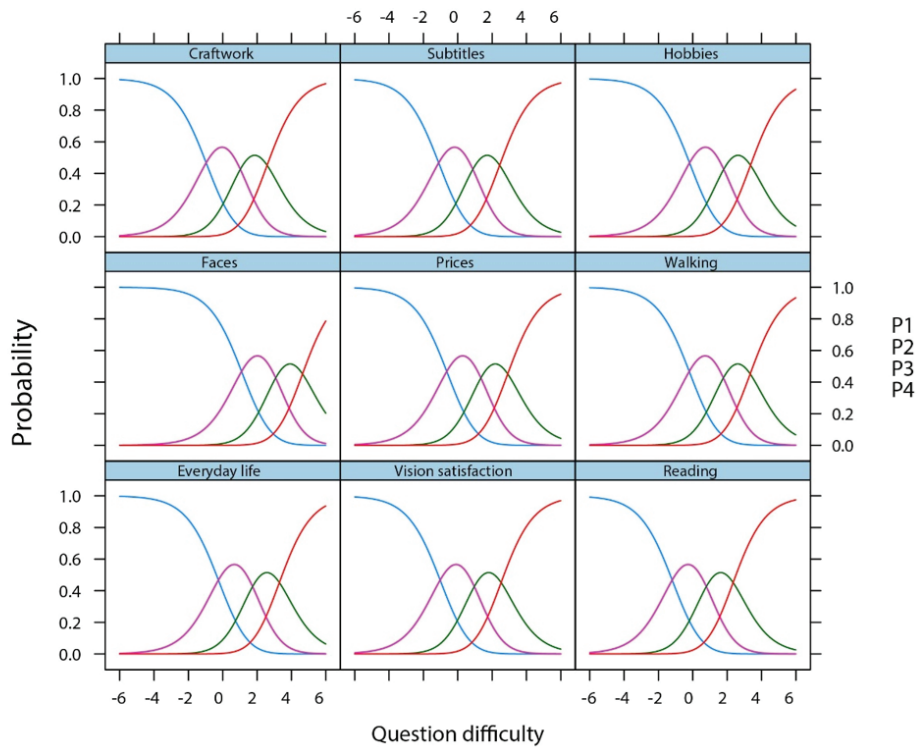 -6 -4 -2 0 2 4 6
Craftwork Subtitles Hobbies
1.0
0.8
0.6
0.4
0.2
0.0
Faces Prices Walking
1.0
0.8
0.6
0.4
0.2
0.0
P1
P2
P3
P4
Probability
Everyday life Vision satisfaction Reading
1.0
0.8
0.6
0.4
0.2
0.0
-6 -4 -2 0 2 4 6 -6 -4 -2 0 2 4 6
Question difficulty